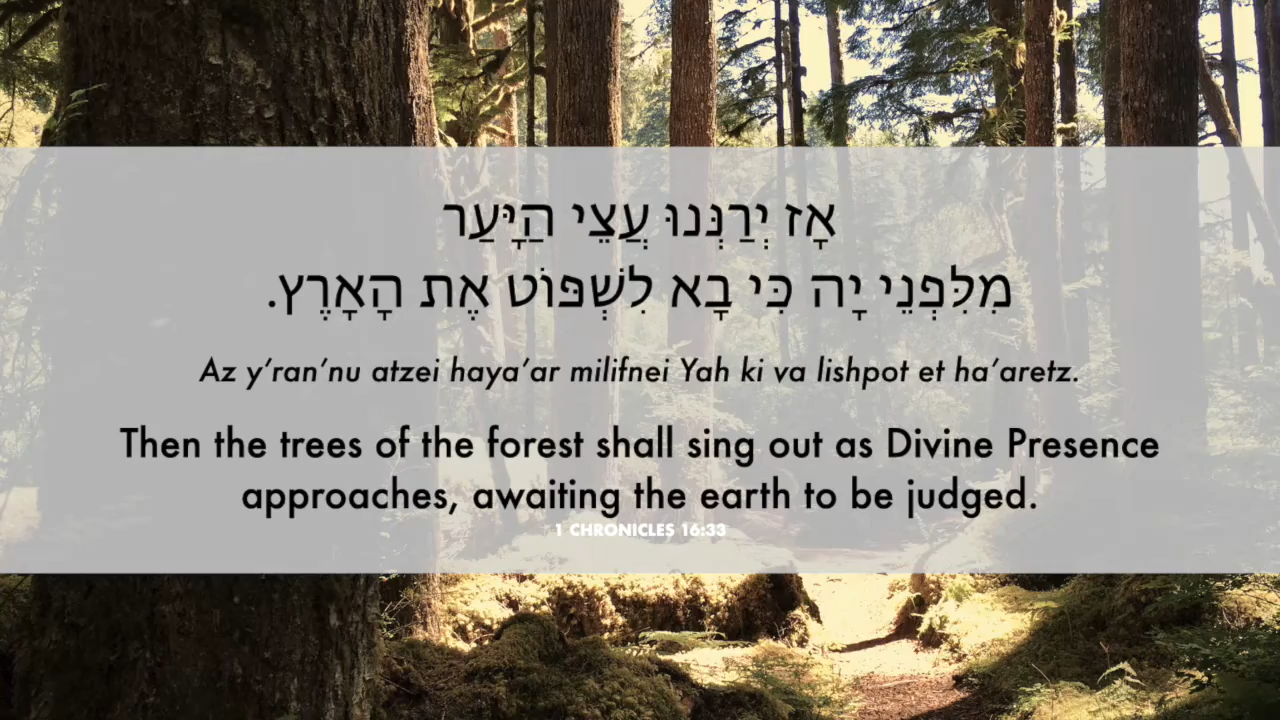 אָז יְרַנְּנוּ עֲצֵי הַיָּעַר
מִלִּפְנֵי יָהּ כִּי בָא לִשְׁפּוֹט אֶת הָאָרֶץ.
Az y’ran’nu atzei haya’ar milifnei Yah ki va lishpot et ha’aretz.
Then the trees of the forest shall sing out as Divine Presence
approaches, awaiting the earth to be judged.
1 CHRONICLES 16:33